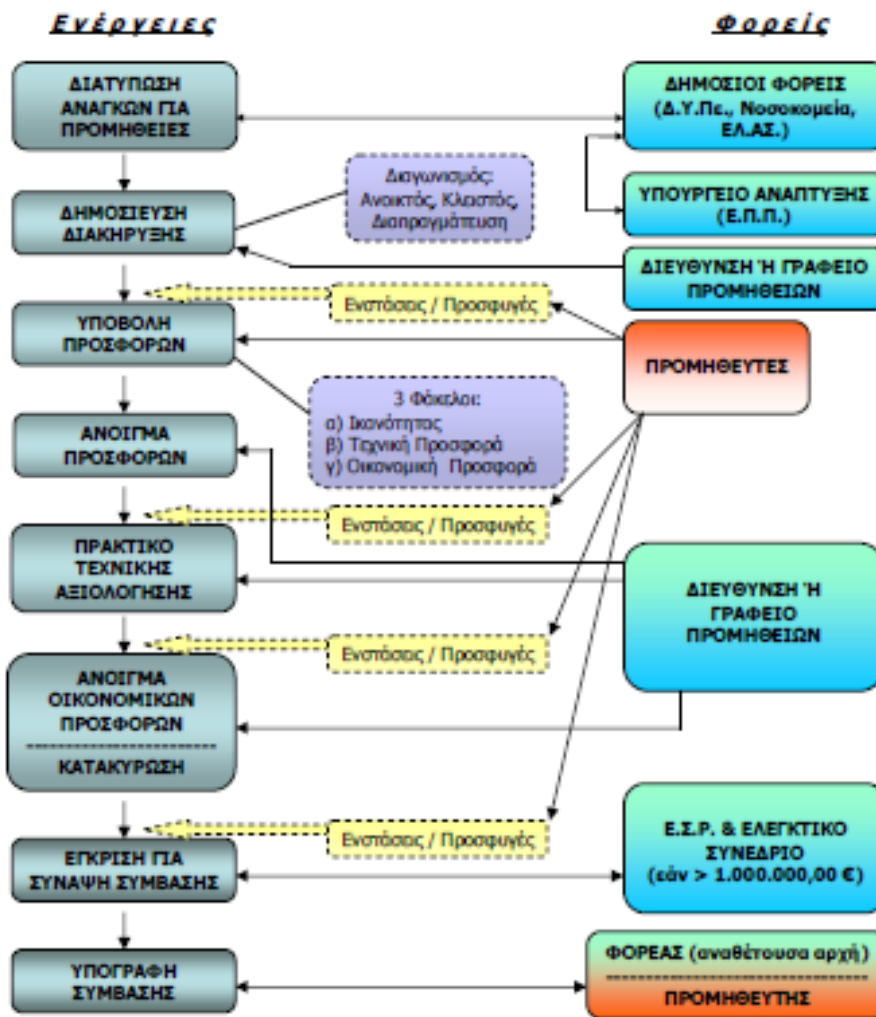 Ενέργειες
Φορείς
ΔΙΑΤΥΠΩΣΗ
ΑΝΑΓΚΩΝ ΓΙΑ
ΠΡΟΜΗΘΕΙΕΣ
ΔΗΜΟΣΙΟΙ ΦΟΡΕΙΣ
(Δ.Υ.Πε., Νοσοκομεία,
ΕΛ.ΑΣ.)
Διαγωνισμός:
Ανοικτός, Κλειστός,
Διαπραγμάτευση
ΔΗΜΟΣΙΕΥΣΗ
ΔΙΑΚΗΡΥΞΗΣ
ΥΠΟΥΡΓΕΙΟ ΑΝΑΠΤΥΞΗΣ
(Ε.Π.Π.)
ΔΙΕΥΘΥΝΣΗ Ή ΓΡΑΦΕΙΟ
ΠΡΟΜΗΘΕΙΩΝ
Ενστάσεις / Προσφυγές
ΥΠΟΒΟΛΗ
ΠΡΟΣΦΟΡΩΝ
ΠΡΟΜΗΘΕΥΤΕΣ
3 Φάκελοι:
α) Ικανότητας
β) Τεχνική Προσφορά
γ) Οικονομική Προσφορά
ΑΝΟΙΓΜΑ
ΠΡΟΣΦΟΡΩΝ
Ενστάσεις / Προσφυγές
ΠΡΑΚΤΙΚΟ
ΤΕΧΝΙΚΗΣ
ΑΞΙΟΛΟΓΗΣΗΣ
ΔΙΕΥΘΥΝΣΗ Ή
ΓΡΑΦΕΙΟ
ΠΡΟΜΗΘΕΙΩΝ
Ενστάσεις / Προσφυγές
ΑΝΟΙΓΜΑ
ΟΙΚΟΝΟΜΙΚΩΝ
ΠΡΟΣΦΟΡΩΝ
ΚΑΤΑΚΥΡΩΣΗ
Ενστάσεις / Προσφυγές
ΕΓΚΡΙΣΗ ΓΙΑ
ΣΥΝΑΨΗ ΣΥΜΒΑΣΗΣ
Ε.Σ.Ρ. & ΕΛΕΓΚΤΙΚΟ
ΣΥΝΕΔΡΙΟ
(εάν > 1.000.000,00 €)
ΥΠΟΓΡΑΦΗ
ΣΥΜΒΑΣΗΣ
ΦΟΡΕΑΣ (αναθέτουσα αρχή)
ΠΡΟΜΗΘΕΥΤΗΣ